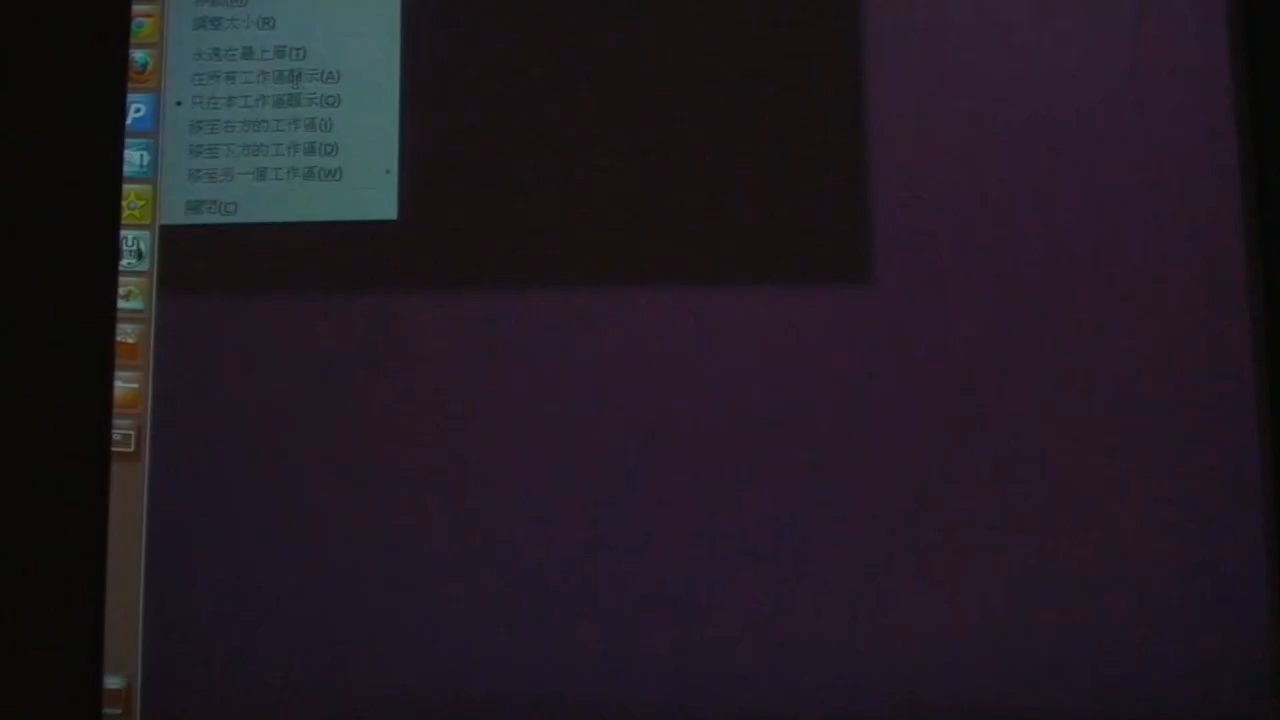 調整大小(R)
永遠在最上層(T)
在所有工作區顯示(A)
只在本工作區顯示(O)
移至右方的工作區(I)
移至下方的工作區(D)
移至另一個工作區(W)
關閉(C)
P